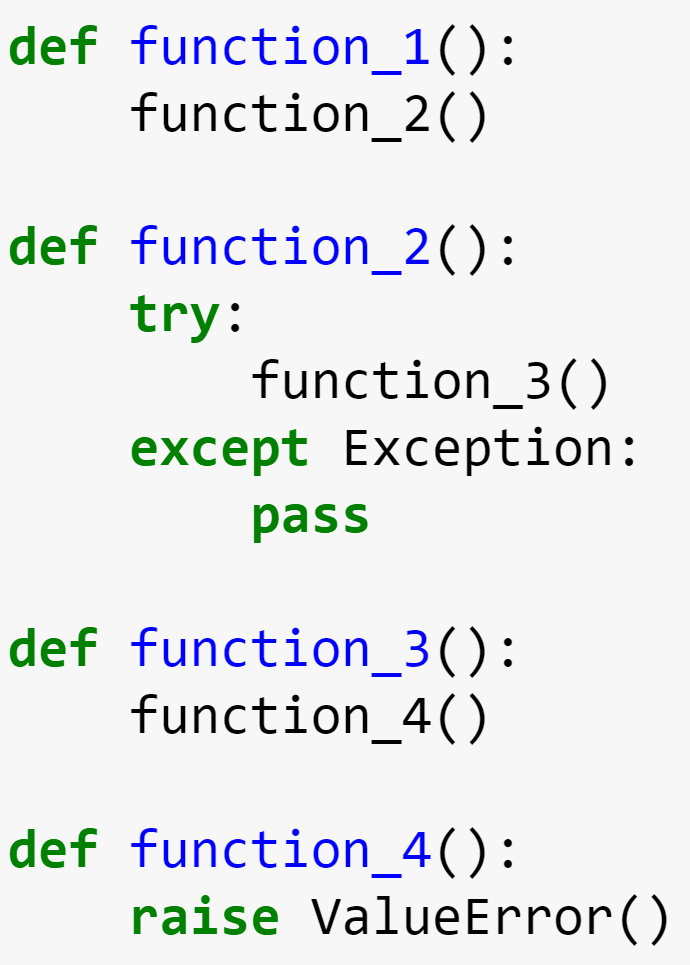 def function_1():
    function_2()

def function_2():
    try:
        function_3()
    except Exception:
        pass

def function_3():
    function_4()

def function_4():
    raise ValueError()